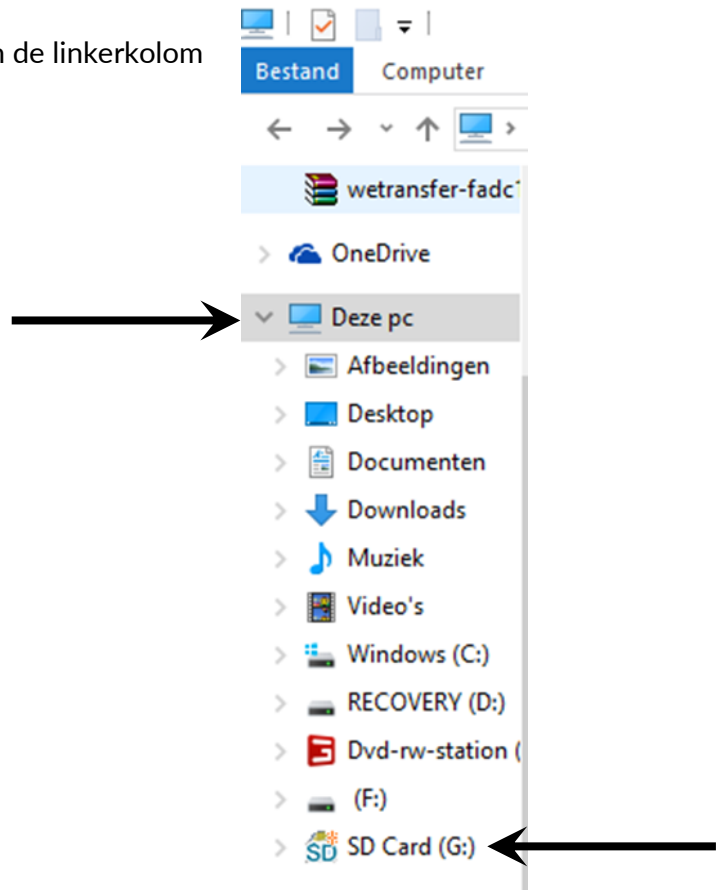 de linkerkolom
Bestand Computer
wetransfer-fadc
OneDrive
Deze pc
Afbeeldingen
Desktop
Documenten
Downloads
Muziek
Video's
Windows (C:)
RECOVERY (D:)
Dvd-rw-station (
(F:)
SD Card (G:)